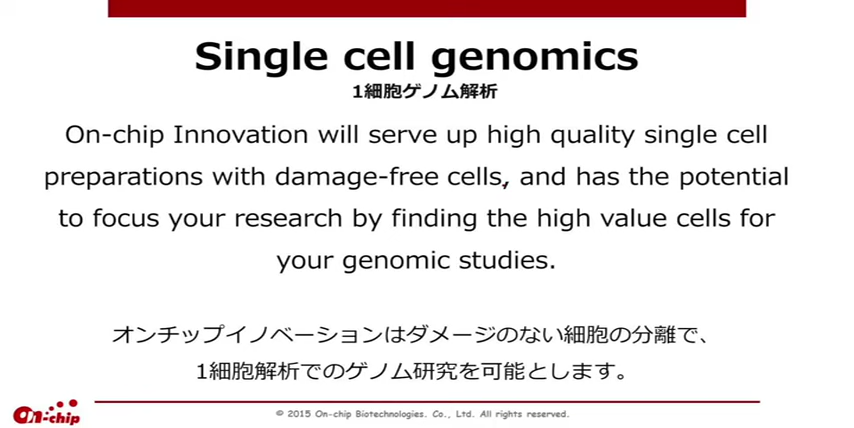 Single cell genomics
1細胞ゲノム解析
On-chip Innovation will serve up high quality single cell
preparations with damage-free cells, and has the potential
to focus your research by finding the high value cells for
your genomic studies.
オンチップイノベーションはダメージのない細胞の分離で、
1細胞解析でのゲノム研究を可能とします。
On-chip
© 2015 On-chip Biotechnologies. Co., Ltd. All rights reserved.